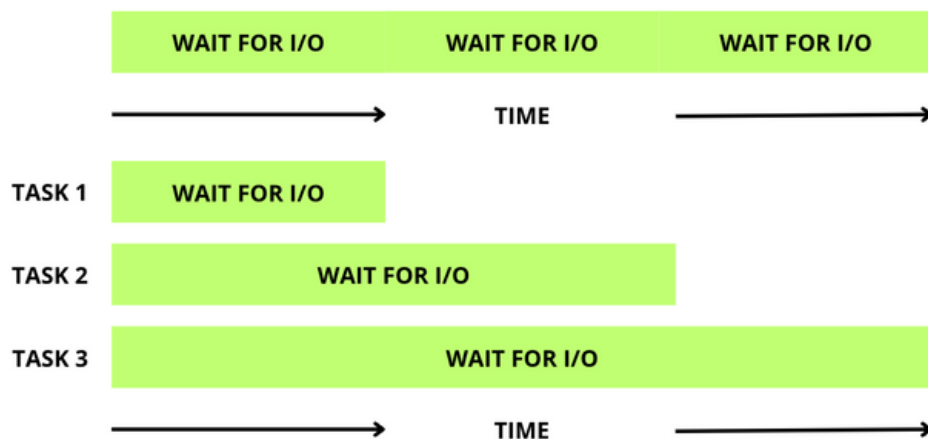 WAIT FOR I/O WAIT FOR I/O WAIT FOR I/O
TIME
TASK 1 WAIT FOR I/O
TASK 2 WAIT FOR I/O
TASK 3 WAIT FOR I/O
TIME